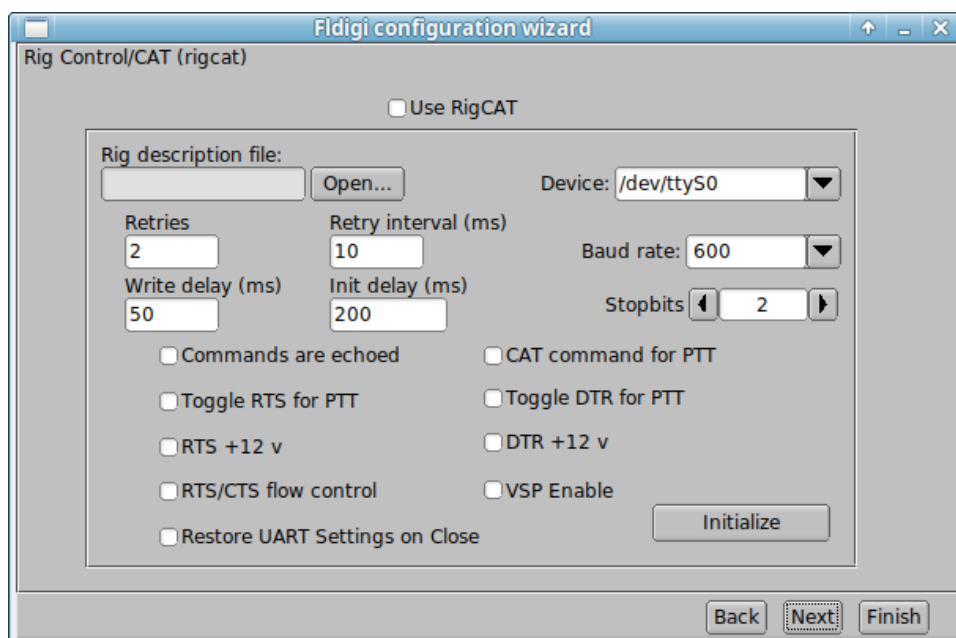 Fldigi configuration wizard
Rig Control/CAT (rigcat)
Use RigCAT
Rig description file:
Open...
Device: /dev/ttyS0
Retries
Retry interval (ms)
2
10
Baud rate: 600
Write delay (ms)
Init delay (ms)
50
200
Stopbits 2
Commands are echoed
CAT command for PTT
Toggle RTS for PTT
Toggle DTR for PTT
RTS +12 v
DTR +12 v
RTS/CTS flow control
VSP Enable
Restore UART Settings on Close
Initialize
Back
Next
Finish